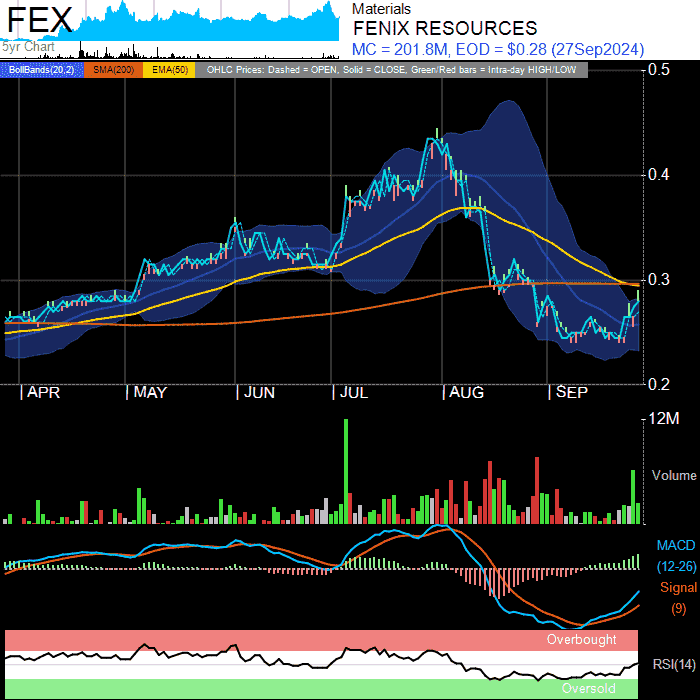 FEX
5yr Chart
Materials
FENIX RESOURCES
MC = 201.8M, EOD = $0.28 (27Sep2024)
BollBands(20,2) SMA(200) EMA(50) OHLC Prices: Dashed = OPEN, Solid = CLOSE, Green/Red bars = Intra-day HIGH/LOW
0.5
0.4
0.3
0.2
| APR | MAY | JUN | JUL | AUG | SEP
12M
Volume
MACD
(12-26)
Signal
(9)
Overbought
RSI(14)
Oversold